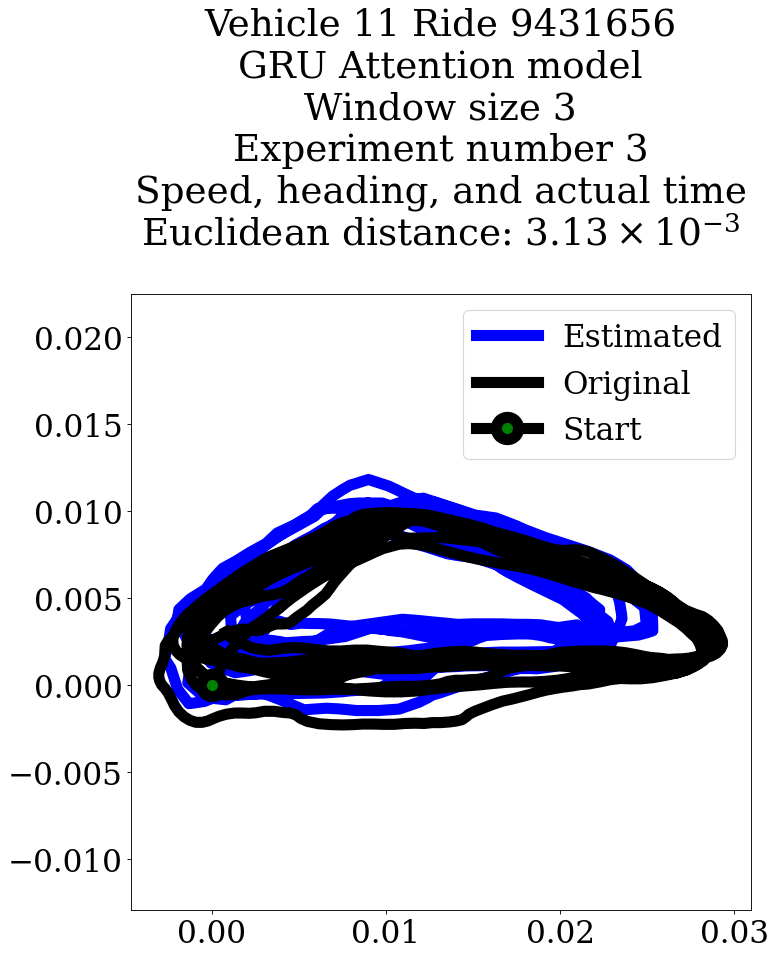 Vehicle 11 Ride 9431656
GRU Attention model
Window size 3
Experiment number 3
Speed, heading, and actual time
Euclidean distance: 3.13 × 10⁻³
Estimated
Original
Start
0.020
0.015
0.010
0.005
0.000
−0.005
−0.010
0.00 0.01 0.02 0.03